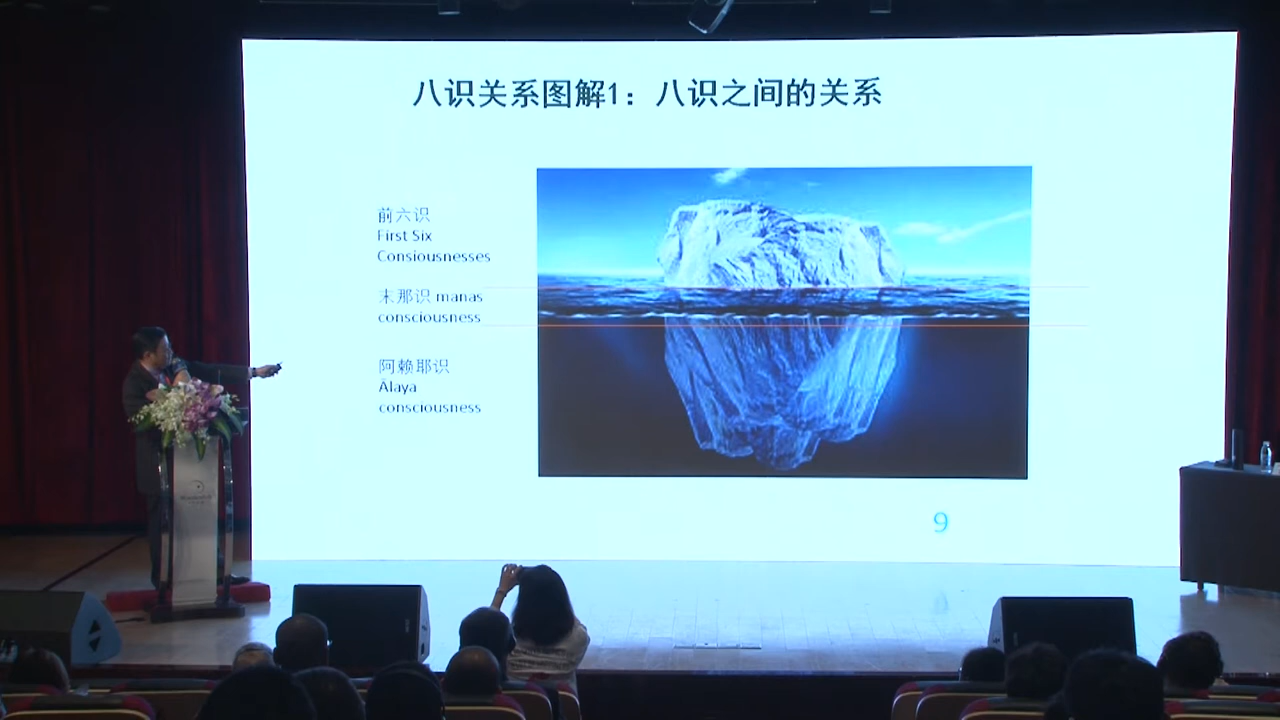 八识关系图解1：八识之间的关系
前六识
First Six
Consiousnesses
末那识 manas
consciousness
阿赖耶识
Ālaya
consciousness
9